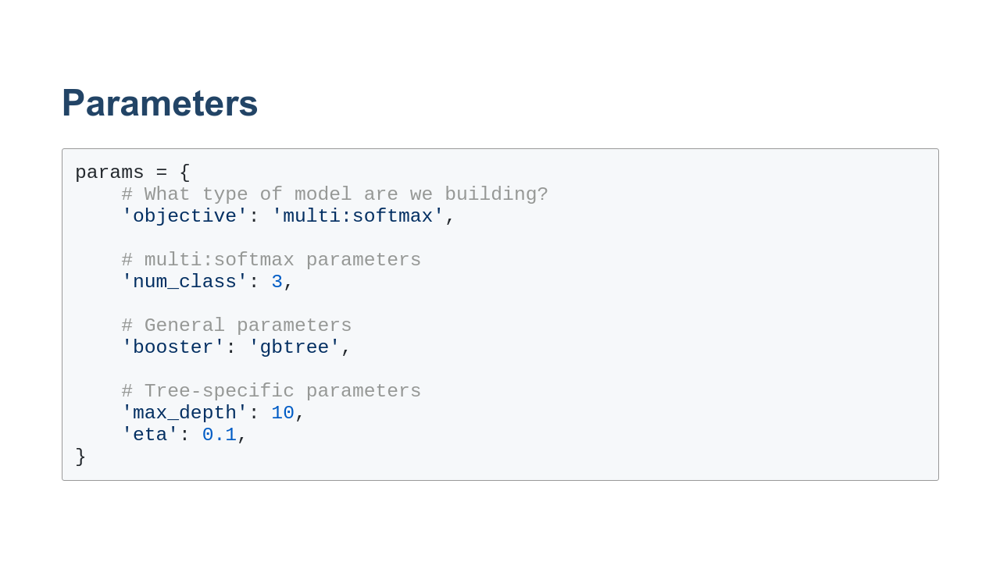 Parameters
params = {
    # What type of model are we building?
    'objective': 'multi:softmax',

    # multi:softmax parameters
    'num_class': 3,

    # General parameters
    'booster': 'gbtree',

    # Tree-specific parameters
    'max_depth': 10,
    'eta': 0.1,
}